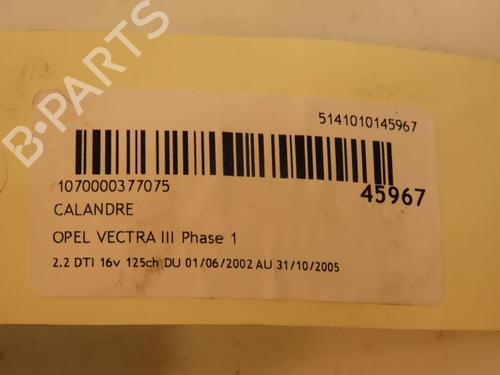 B-PARTS
5141010145967
1070000377075
45967
CALANDRE
OPEL VECTRA III Phase 1
2.2 DTI 16v 125ch DU 01/06/2002 AU 31/10/2005